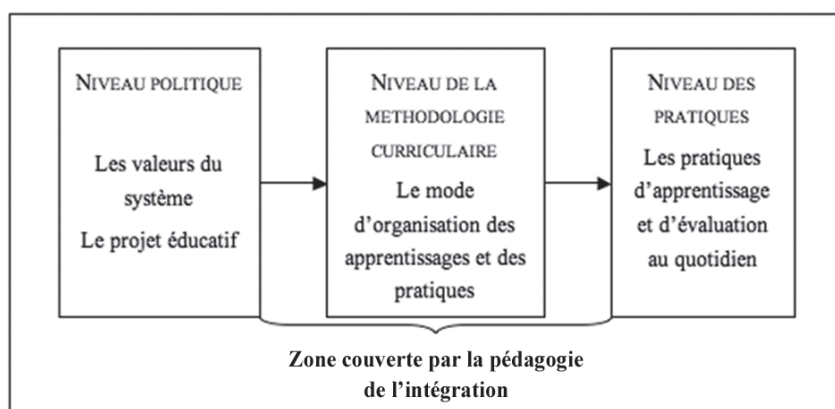 NIVEAU POLITIQUE
Les valeurs du
système
Le projet éducatif
NIVEAU DE LA
METHODOLOGIE
CURRICULAIRE
Le mode
d'organisation des
apprentissages et des
pratiques
NIVEAU DES
PRATIQUES
Les pratiques
d'apprentissage
et d'évaluation
au quotidien
Zone couverte par la pédagogie
de l'intégration